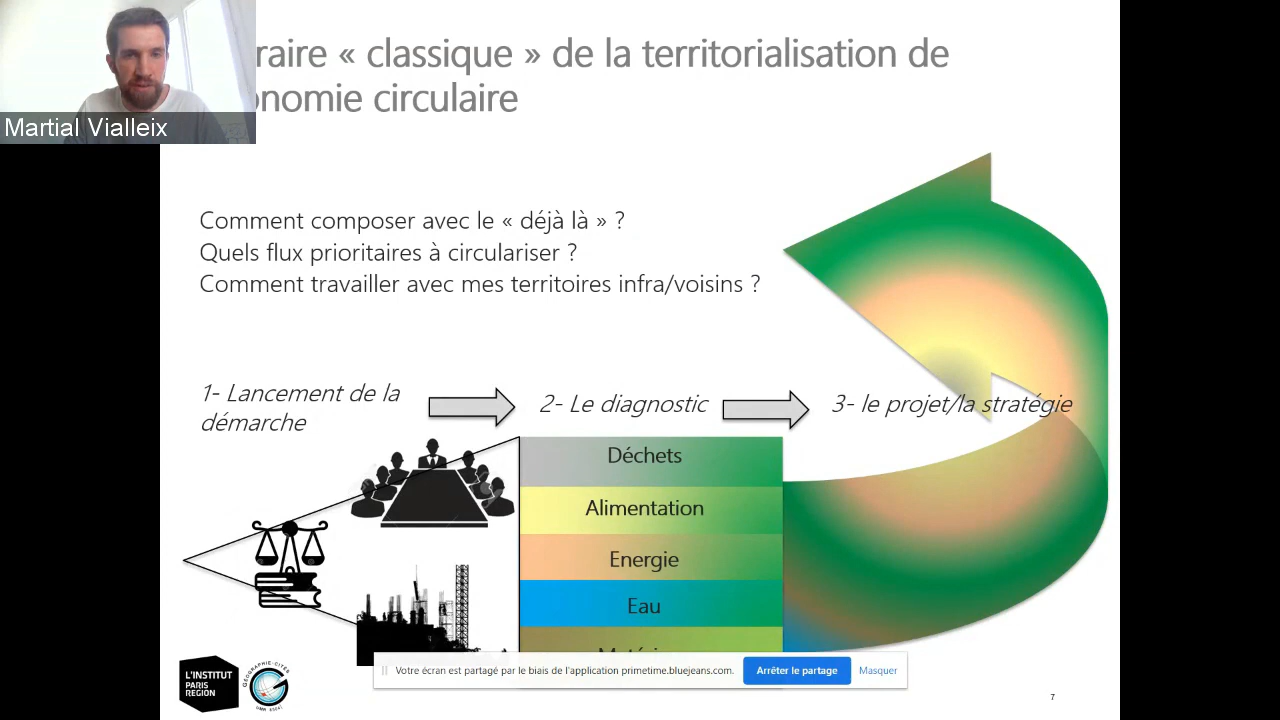 raire « classique » de la territorialisation de
onomie circulaire
Martial Vialleix
Comment composer avec le « déjà là » ?
Quels flux prioritaires à circulariser ?
Comment travailler avec mes territoires infra/voisins ?
1- Lancement de la
démarche
2- Le diagnostic
3- le projet/la stratégie
Déchets
Alimentation
Energie
Eau
Votre écran est partagé par le biais de l'application primetime.bluejeans.com.
Arrêter le partage
Masquer
L'INSTITUT
PARIS
REGION
GÉOGRAPHIE-CITÉS
7